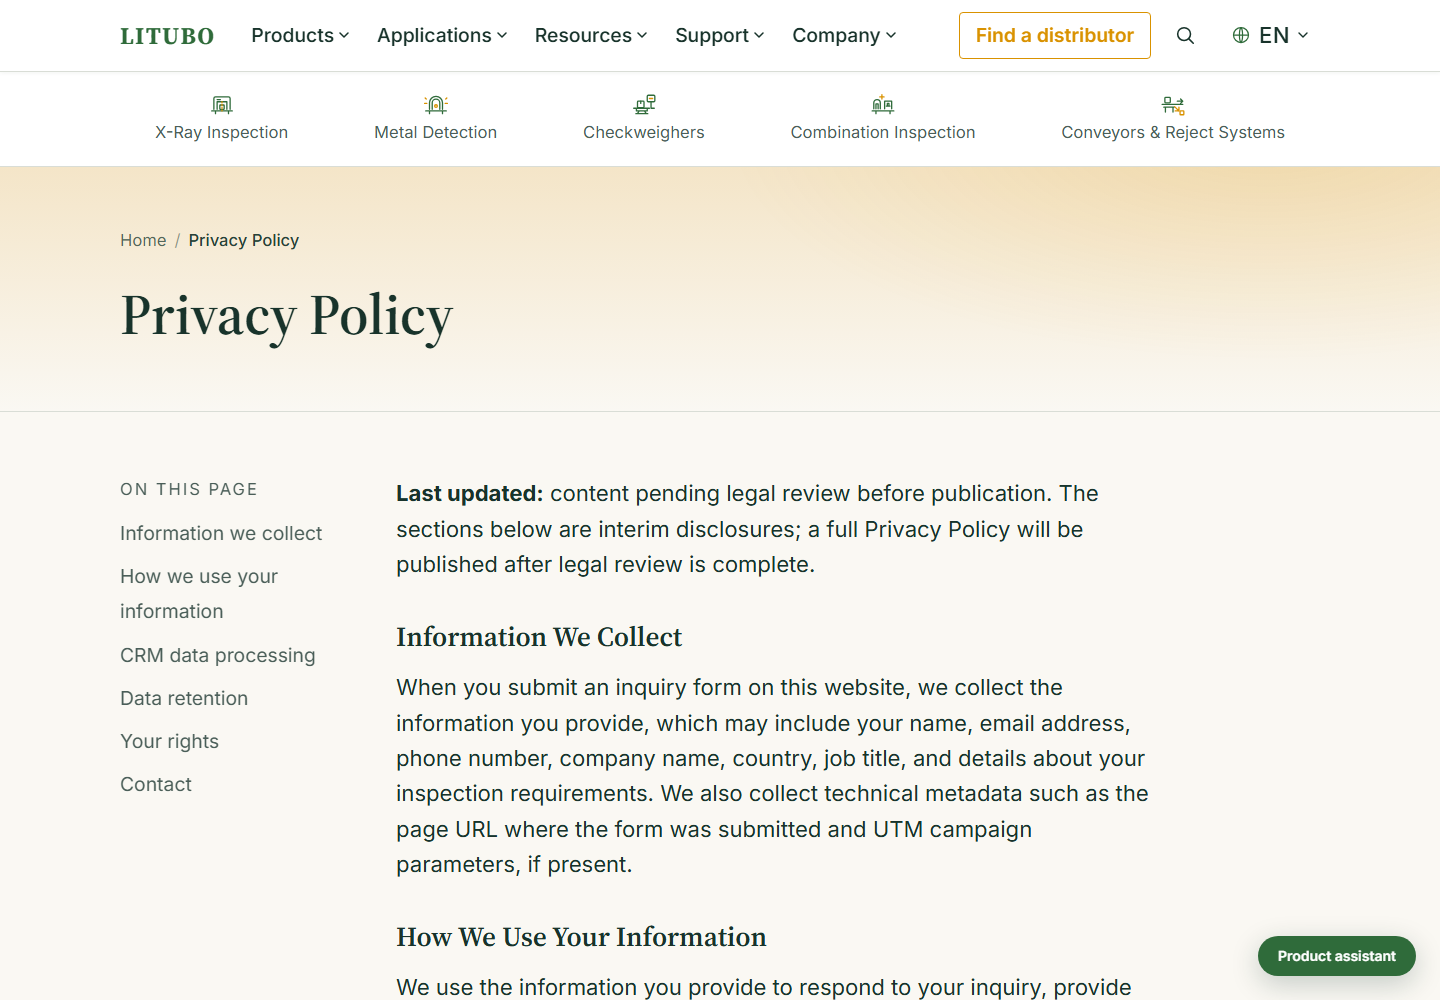 LITUBO
Products
Applications
Resources
Support
Company
Find a distributor
EN
X-Ray Inspection
Metal Detection
Checkweighers
Combination Inspection
Conveyors & Reject Systems
Home / Privacy Policy
Privacy Policy
ON THIS PAGE
Information we collect
How we use your
information
CRM data processing
Data retention
Your rights
Contact
Last updated: content pending legal review before publication. The
sections below are interim disclosures; a full Privacy Policy will be
published after legal review is complete.
Information We Collect
When you submit an inquiry form on this website, we collect the
information you provide, which may include your name, email address,
phone number, company name, country, job title, and details about your
inspection requirements. We also collect technical metadata such as the
page URL where the form was submitted and UTM campaign
parameters, if present.
How We Use Your Information
We use the information you provide to respond to your inquiry, provide
Product assistant